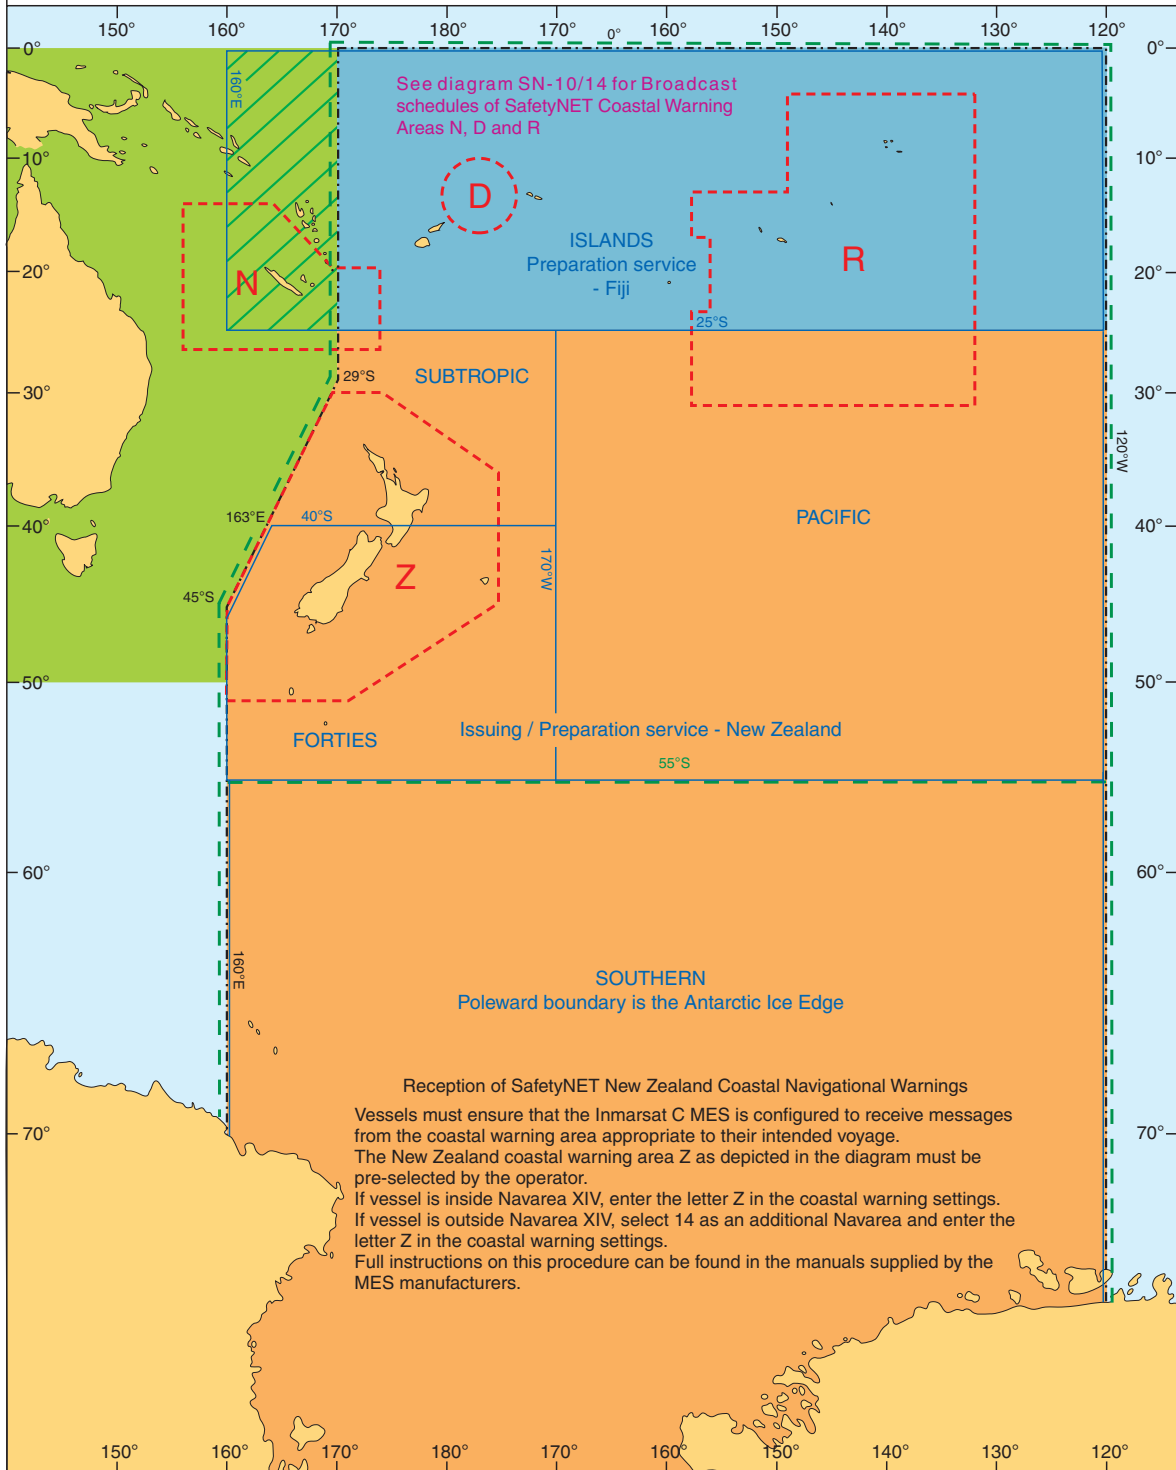 150° 160° 170° 180° 170° 160° 150° 140° 130° 120°
0° 0° 0°
160°E
See diagram SN-10/14 for Broadcast
schedules of SafetyNET Coastal Warning
Areas N, D and R
10° 10°
D
ISLANDS
Preparation service
- Fiji
R
20° 20°
N
25°S
29°S
SUBTROPIC
30° 30°
120°W
163°E
40°S
PACIFIC
40° 40°
170°W
Z
45°S
50° 50°
FORTIES
Issuing / Preparation service - New Zealand
55°S
60° 60°
160°E
SOUTHERN
Poleward boundary is the Antarctic Ice Edge
Reception of SafetyNET New Zealand Coastal Navigational Warnings
Vessels must ensure that the Inmarsat C MES is configured to receive messages
from the coastal warning area appropriate to their intended voyage.
70° 70°
The New Zealand coastal warning area Z as depicted in the diagram must be
pre-selected by the operator.
If vessel is inside Navarea XIV, enter the letter Z in the coastal warning settings.
If vessel is outside Navarea XIV, select 14 as an additional Navarea and enter the
letter Z in the coastal warning settings.
Full instructions on this procedure can be found in the manuals supplied by the
MES manufacturers.
150° 160° 170° 180° 170° 160° 150° 140° 130° 120°